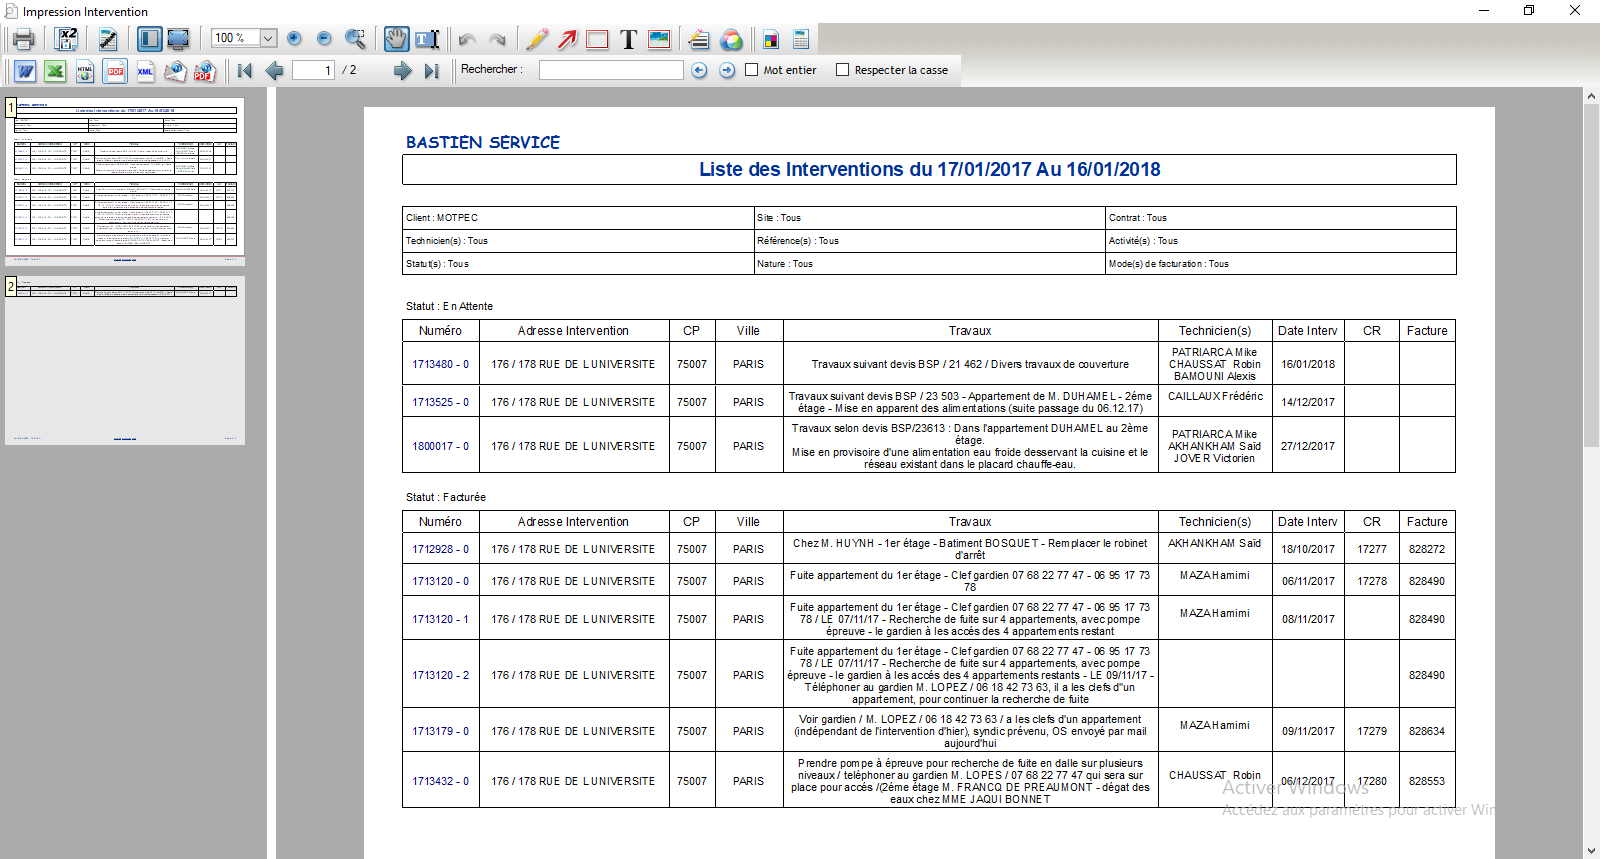 Impression Intervention
100 %
1 / 2
Rechercher :
Mot entier
Respecter la casse
1
2
BASTIEN SERVICE
Liste des Interventions du 17/01/2017 Au 16/01/2018
Client : MOTPEC Site : Tous Contrat : Tous
Technicien(s) : Tous Référence(s) : Tous Activité(s) : Tous
Statut(s) : Tous Nature : Tous Mode(s) de facturation : Tous
Statut : En Attente
Numéro Adresse Intervention CP Ville Travaux Technicien(s) Date Interv CR Facture
1713480 - 0 176 / 178 RUE DE L UNIVERSITE 75007 PARIS Travaux suivant devis BSP / 21 462 / Divers travaux de couverture PATRIARCA Mike
CHAUSSAT Robin
BAMOUNI Alexis 16/01/2018
1713525 - 0 176 / 178 RUE DE L UNIVERSITE 75007 PARIS Travaux suivant devis BSP / 23 503 - Appartement de M. DUHAMEL - 2éme
étage - Mise en apparent des alimentations (suite passage du 06.12.17) CAILLAUX Frédéric 14/12/2017
1800017 - 0 176 / 178 RUE DE L UNIVERSITE 75007 PARIS Travaux selon devis BSP/23613 : Dans l'appartement DUHAMEL au 2ème
étage.
Mise en provisoire d'une alimentation eau froide desservant la cuisine et le
réseau existant dans le placard chauffe-eau. PATRIARCA Mike
AKHANKHAM Saïd
JOVER Victorien 27/12/2017
Statut : Facturée
Numéro Adresse Intervention CP Ville Travaux Technicien(s) Date Interv CR Facture
1712928 - 0 176 / 178 RUE DE L UNIVERSITE 75007 PARIS Chez M. HUYNH - 1er étage - Batiment BOSQUET - Remplacer le robinet
d'arrêt AKHANKHAM Saïd 18/10/2017 17277 828272
1713120 - 0 176 / 178 RUE DE L UNIVERSITE 75007 PARIS Fuite appartement du 1er étage - Clef gardien 07 68 22 77 47 - 06 95 17 73
78 MAZA Hamimi 06/11/2017 17278 828490
1713120 - 1 176 / 178 RUE DE L UNIVERSITE 75007 PARIS Fuite appartement du 1er étage - Clef gardien 07 68 22 77 47 - 06 95 17 73
78 / LE 07/11/17 - Recherche de fuite sur 4 appartements, avec pompe
épreuve - le gardien à les accés des 4 appartements restant MAZA Hamimi 08/11/2017 828490
1713120 - 2 176 / 178 RUE DE L UNIVERSITE 75007 PARIS Fuite appartement du 1er étage - Clef gardien 07 68 22 77 47 - 06 95 17 73
78 / LE 07/11/17 - Recherche de fuite sur 4 appartements, avec pompe
épreuve - le gardien à les accés des 4 appartements restants - LE 09/11/17 -
Téléphoner au gardien M. LOPEZ / 06 18 42 73 63, il a les clefs d"un
appartement, pour continuer la recherche de fuite 828490
1713179 - 0 176 / 178 RUE DE L UNIVERSITE 75007 PARIS Voir gardien / M. LOPEZ / 06 18 42 73 63 / a les clefs d'un appartement
(indépendant de l'intervention d'hier), syndic prévenu, OS envoyé par mail
aujourd'hui MAZA Hamimi 09/11/2017 17279 828634
1713432 - 0 176 / 178 RUE DE L UNIVERSITE 75007 PARIS Prendre pompe à épreuve pour recherche de fuite en dalle sur plusieurs
niveaux / teléphoner au gardien M. LOPES / 07 68 22 77 47 qui sera sur
place pour accés /(2éme étage M. FRANCQ DE PREAUMONT - dégat des
eaux chez MME JAQUI BONNET CHAUSSAT Robin 06/12/2017 17280 828553
Activer Windows
Accédez aux paramètres pour activer Win